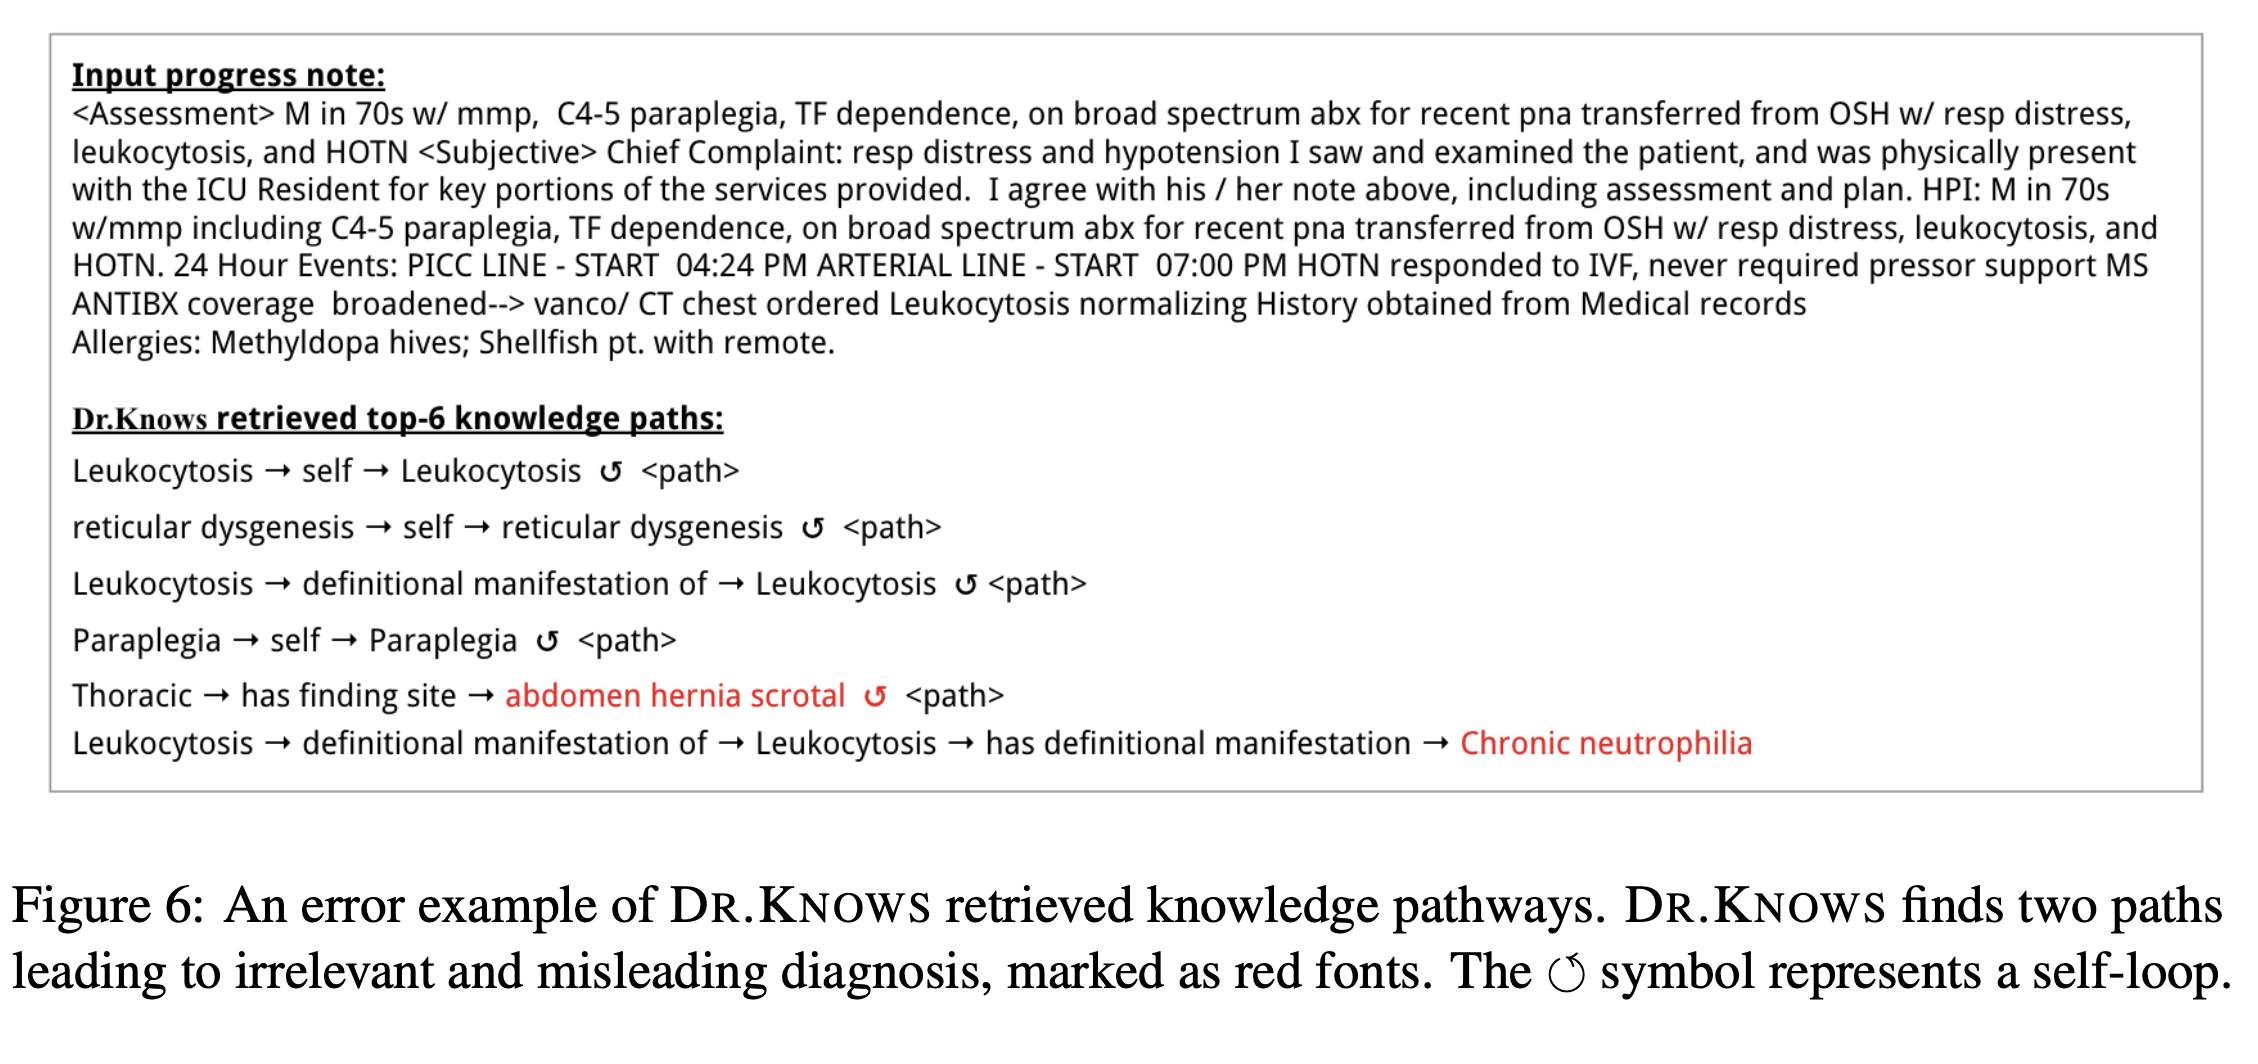 Input progress note:
<Assessment> M in 70s w/ mmp,  C4-5 paraplegia, TF dependence, on broad spectrum abx for recent pna transferred from OSH w/ resp distress,
leukocytosis, and HOTN <Subjective> Chief Complaint: resp distress and hypotension I saw and examined the patient, and was physically present
with the ICU Resident for key portions of the services provided.  I agree with his / her note above, including assessment and plan. HPI: M in 70s
w/mmp including C4-5 paraplegia, TF dependence, on broad spectrum abx for recent pna transferred from OSH w/ resp distress, leukocytosis, and
HOTN. 24 Hour Events: PICC LINE - START  04:24 PM ARTERIAL LINE - START  07:00 PM HOTN responded to IVF, never required pressor support MS
ANTIBX coverage  broadened--> vanco/ CT chest ordered Leukocytosis normalizing History obtained from Medical records
Allergies: Methyldopa hives; Shellfish pt. with remote.
Dr.Knows retrieved top-6 knowledge paths:
Leukocytosis → self → Leukocytosis ↺ <path>
reticular dysgenesis → self → reticular dysgenesis ↺ <path>
Leukocytosis → definitional manifestation of → Leukocytosis ↺ <path>
Paraplegia → self → Paraplegia ↺ <path>
Thoracic → has finding site → abdomen hernia scrotal ↺ <path>
Leukocytosis → definitional manifestation of → Leukocytosis → has definitional manifestation → Chronic neutrophilia
Figure 6: An error example of DR.KNOWS retrieved knowledge pathways. DR.KNOWS finds two paths
leading to irrelevant and misleading diagnosis, marked as red fonts. The ↺ symbol represents a self-loop.